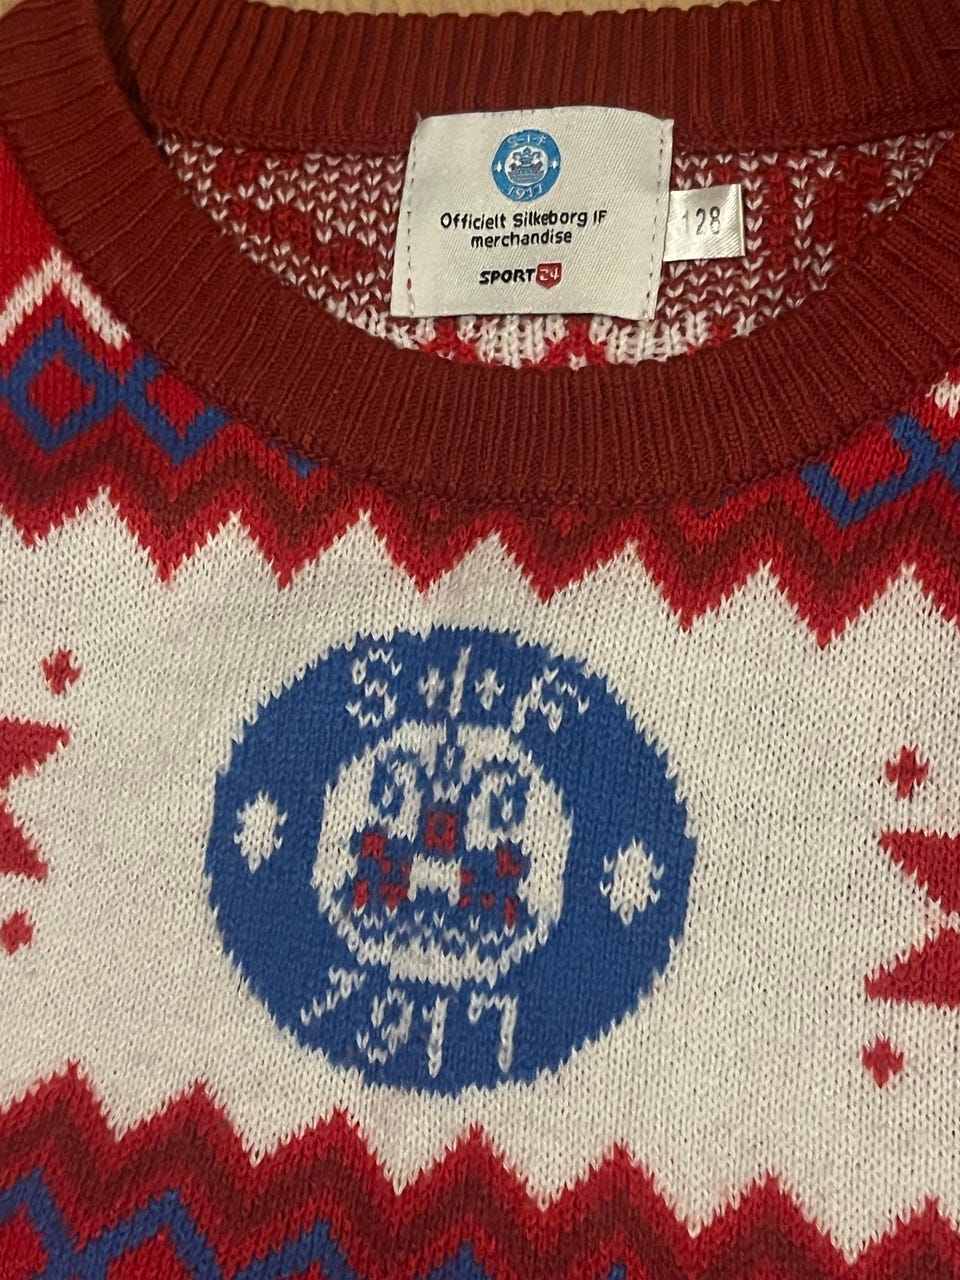 S-I-F
1917
Officielt Silkeborg IF
merchandise
SPORT24
128
S·I·F
1917